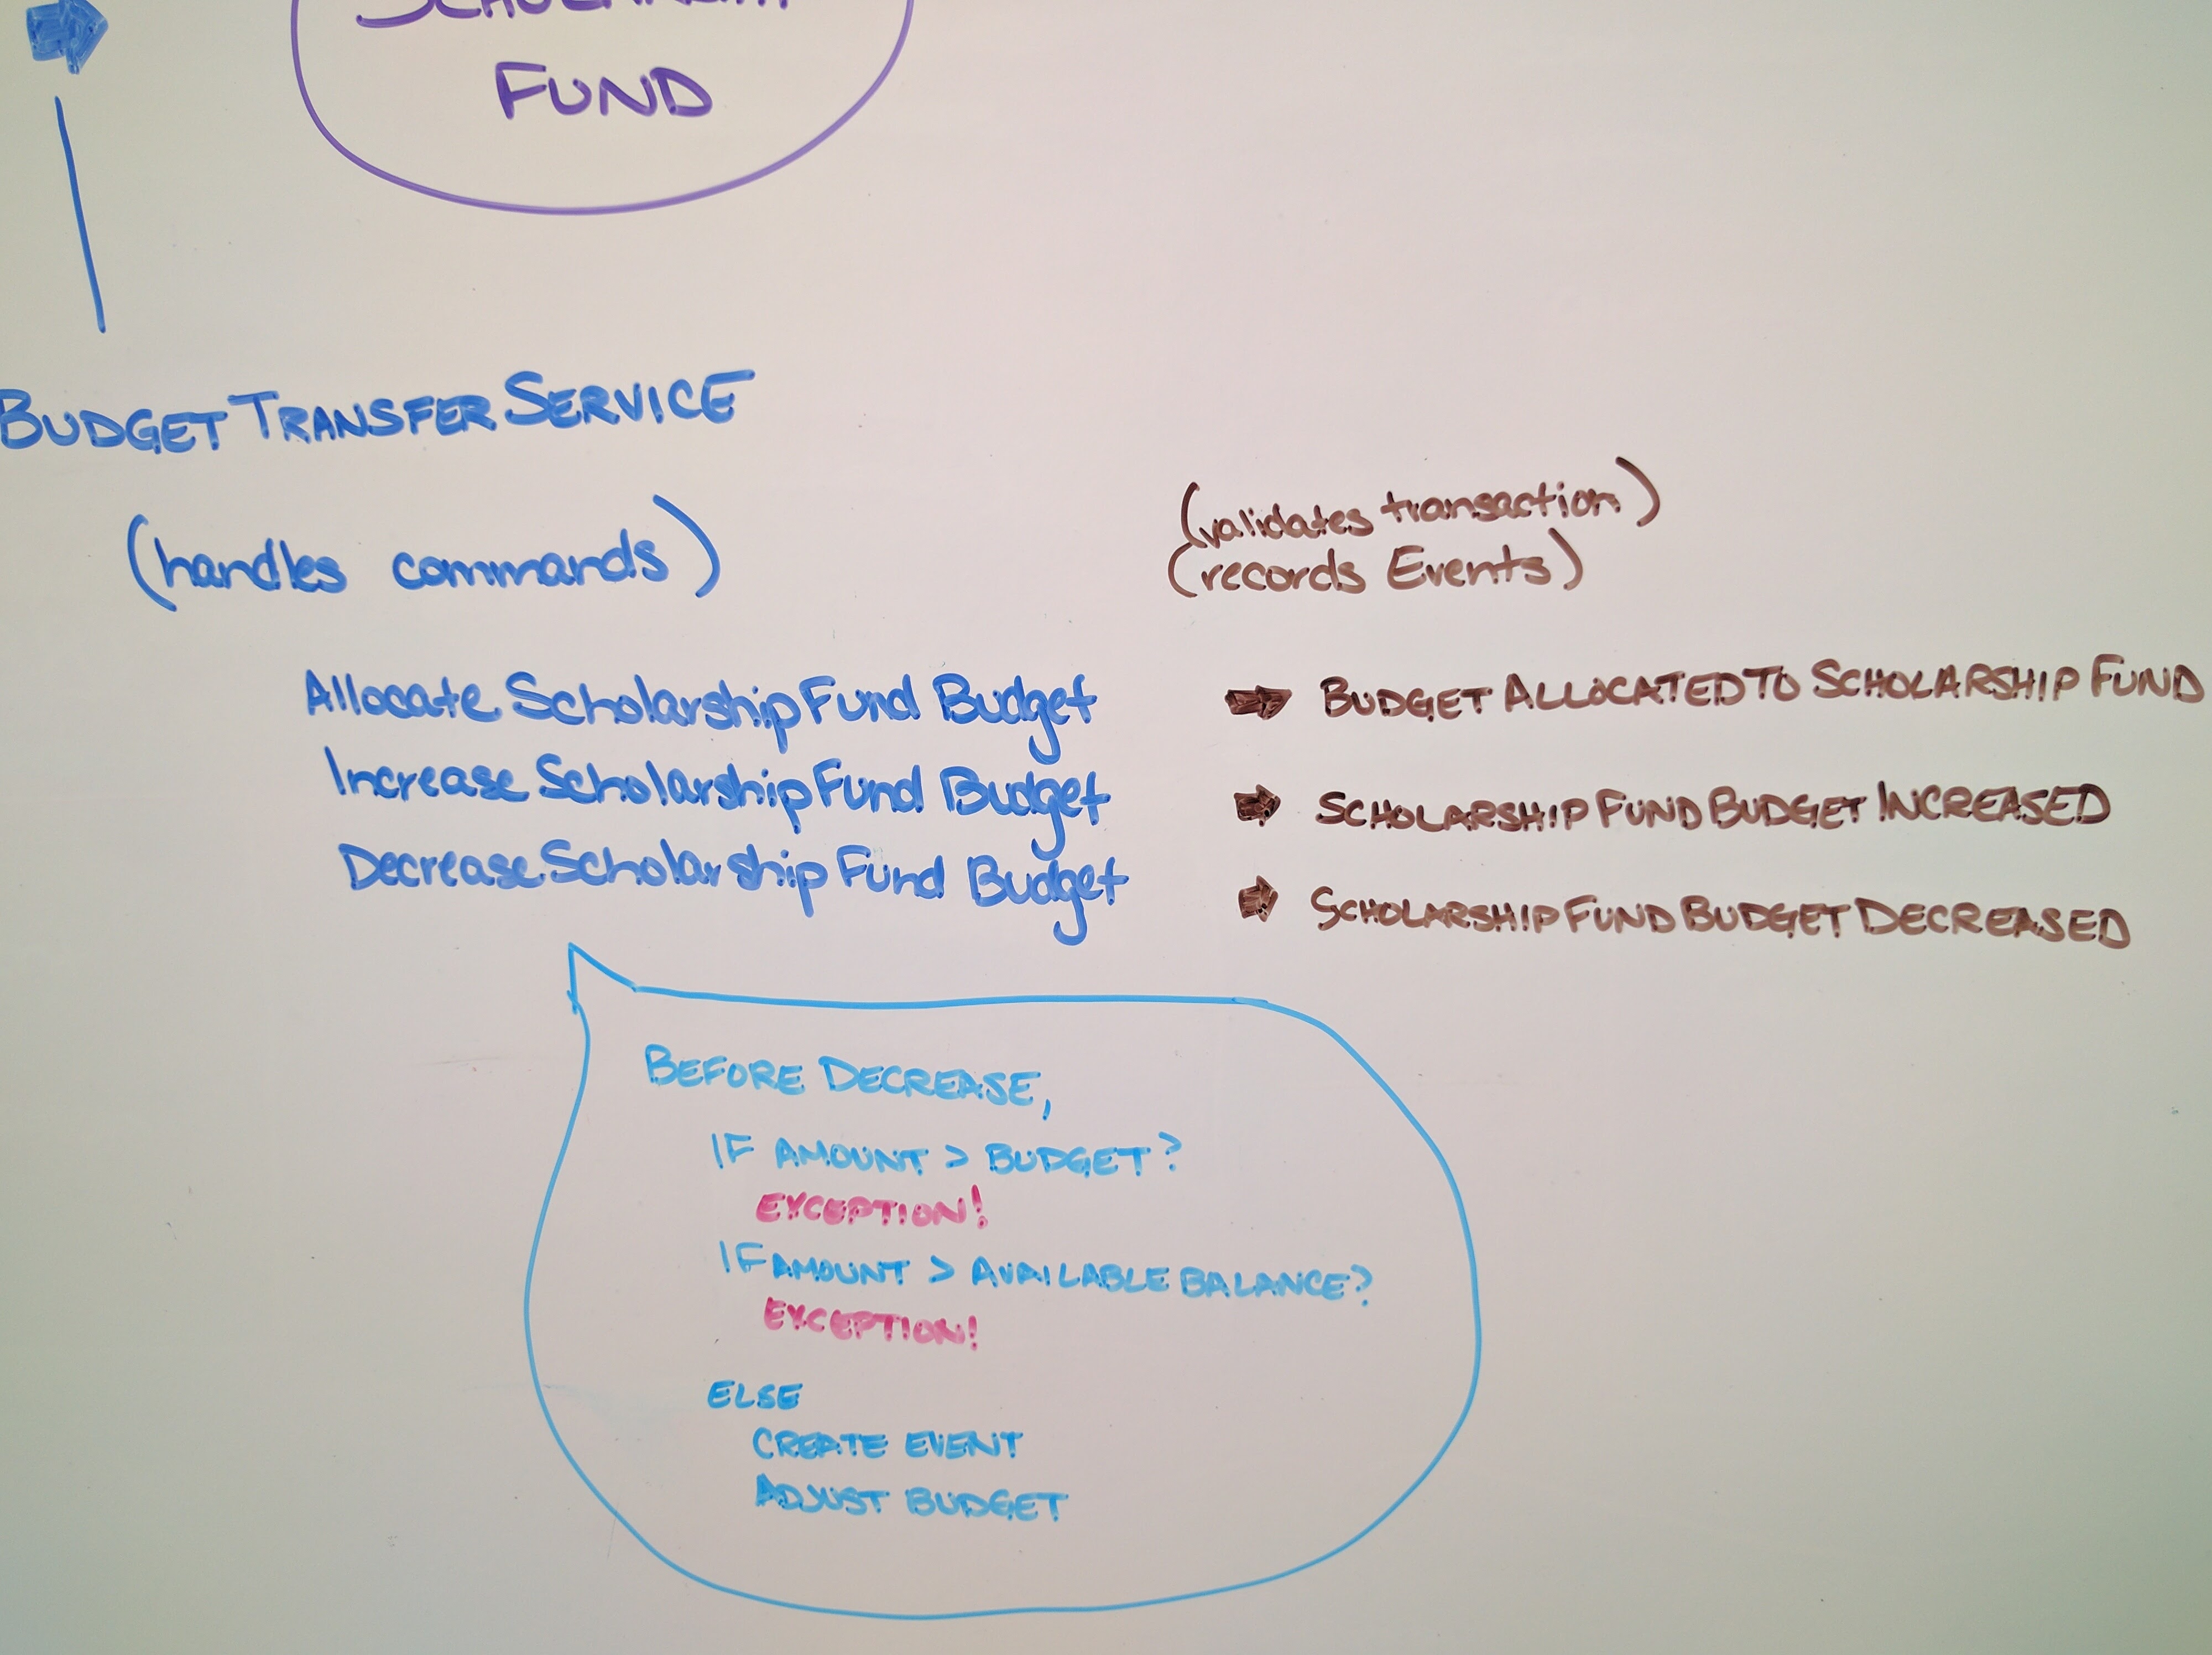 FUND
BUDGET TRANSFER SERVICE
(handles commands)
(validates transaction)
(records Events)
Allocate Scholarship Fund Budget
BUDGET ALLOCATED TO SCHOLARSHIP FUND
Increase Scholarship Fund Budget
SCHOLARSHIP FUND BUDGET INCREASED
Decrease Scholarship Fund Budget
SCHOLARSHIP FUND BUDGET DECREASED
BEFORE DECREASE,
IF AMOUNT > BUDGET?
EXCEPTION!
IF AMOUNT > AVAILABLE BALANCE?
EXCEPTION!
ELSE
CREATE EVENT
ADJUST BUDGET